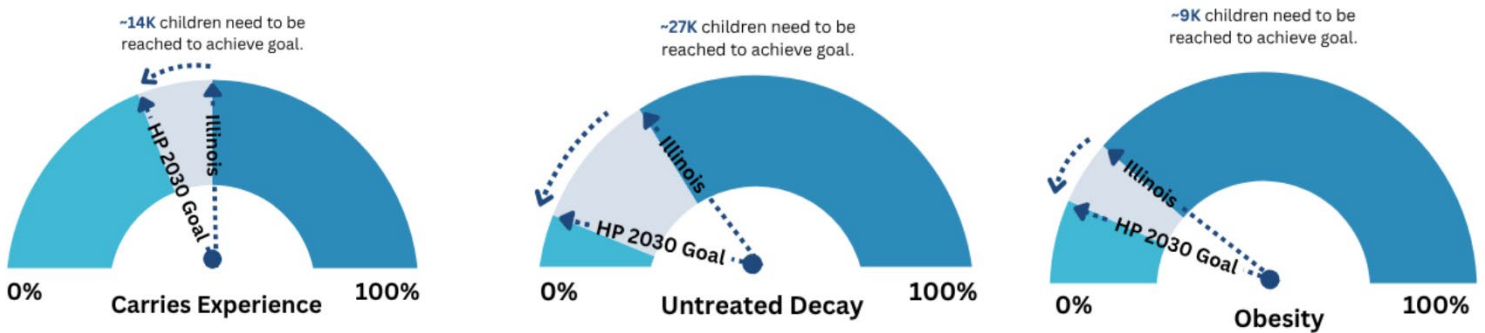 ~14K children need to be
reached to achieve goal.
HP 2030 Goal
Illinois
0%
100%
Carries Experience
~27K children need to be
reached to achieve goal.
Illinois
HP 2030 Goal
0%
100%
Untreated Decay
~9K children need to be
reached to achieve goal.
Illinois
HP 2030 Goal
0%
100%
Obesity